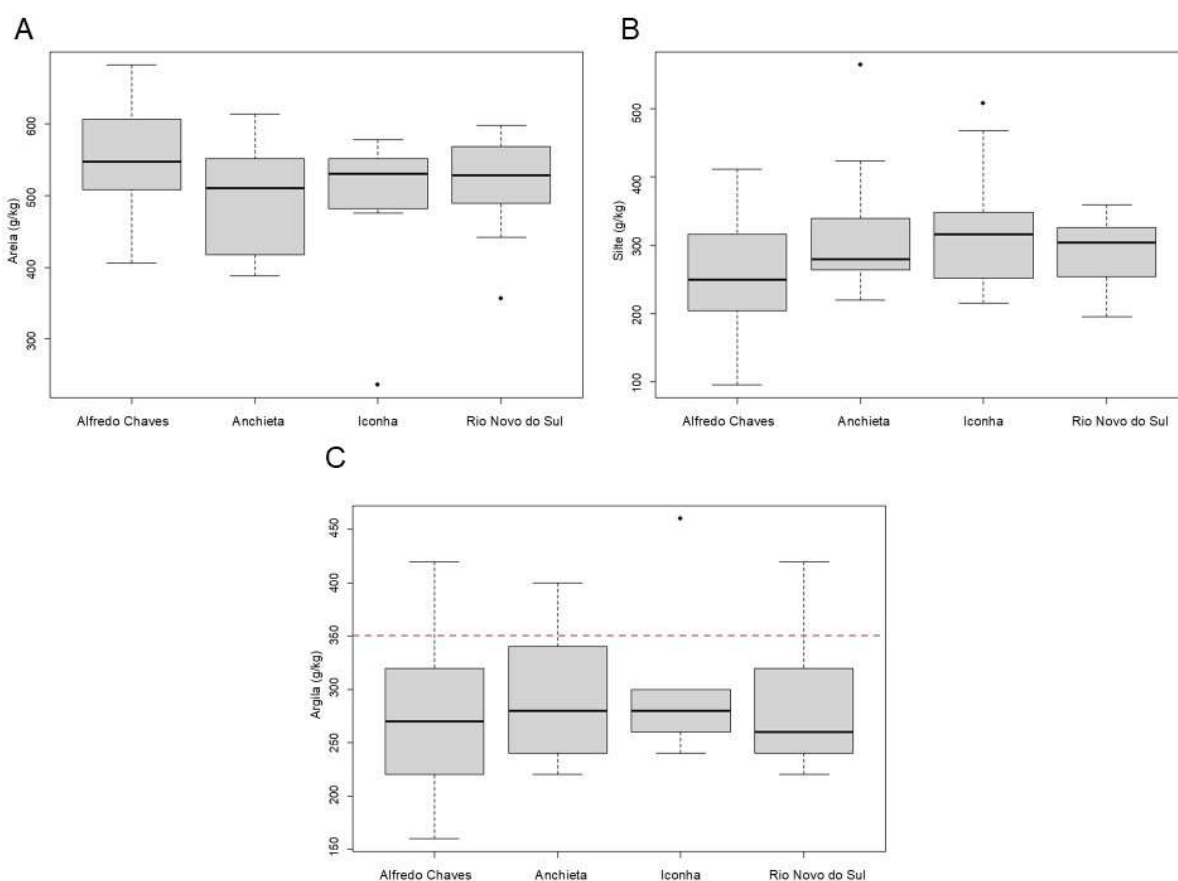 A
Areia (g/kg)
600
500
400
300
Alfredo Chaves Anchieta Iconha Rio Novo do Sul
B
Silte (g/kg)
500
400
300
200
100
Alfredo Chaves Anchieta Iconha Rio Novo do Sul
C
Argila (g/kg)
450
400
350
300
250
200
150
Alfredo Chaves Anchieta Iconha Rio Novo do Sul